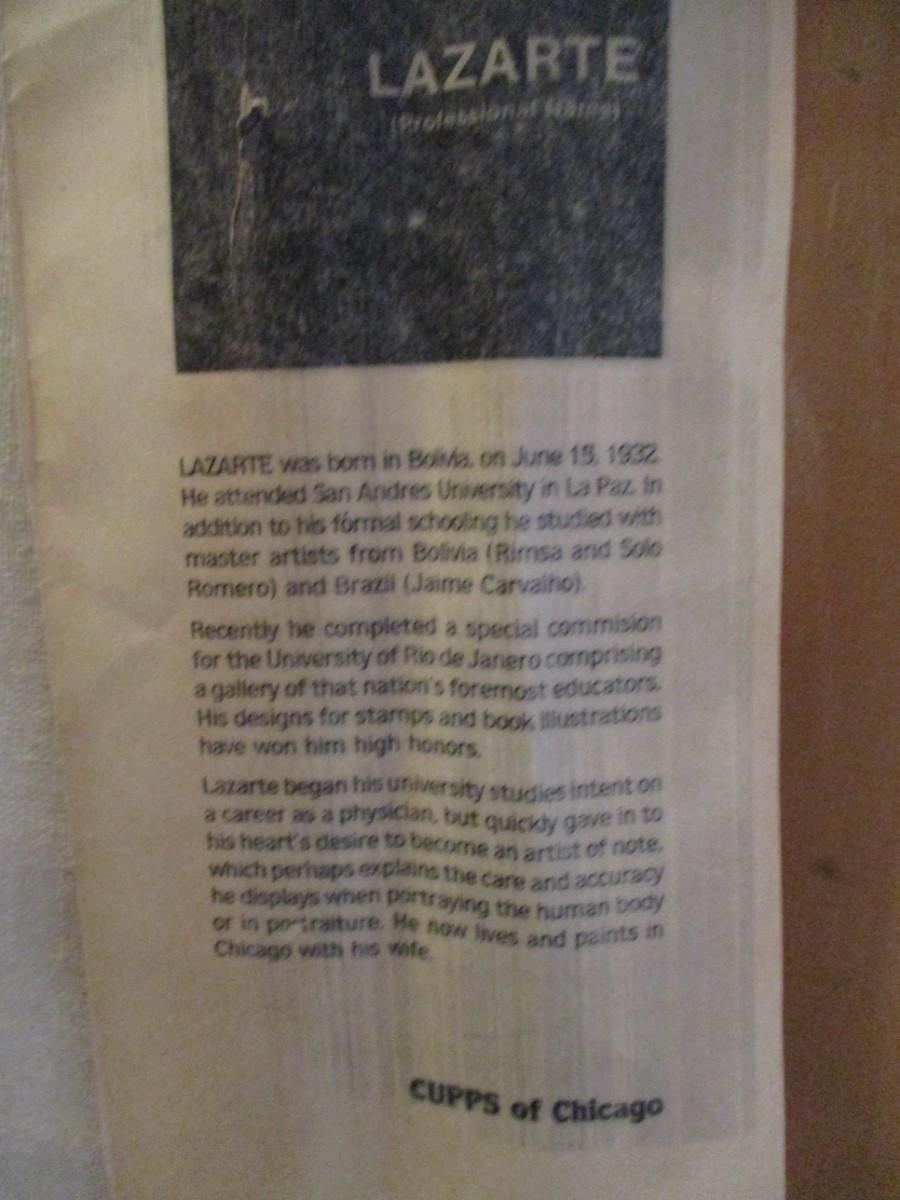 LAZARTE
(Professional Name)
LAZARTE was born in Bolivia, on June 15, 1932.
He attended San Andres University in La Paz. In
addition to his formal schooling he studied with
master artists from Bolivia (Rimsa and Solo
Romero) and Brazil (Jaime Carvalho).
Recently he completed a special commision
for the University of Rio de Janero comprising
a gallery of that nation's foremost educators.
His designs for stamps and book illustrations
have won him high honors.
Lazarte began his university studies intent on
a career as a physician, but quickly gave in to
his heart's desire to become an artist of note,
which perhaps explains the care and accuracy
he displays when portraying the human body
or in portraiture. He now lives and paints in
Chicago with his wife.
CUPPS of Chicago